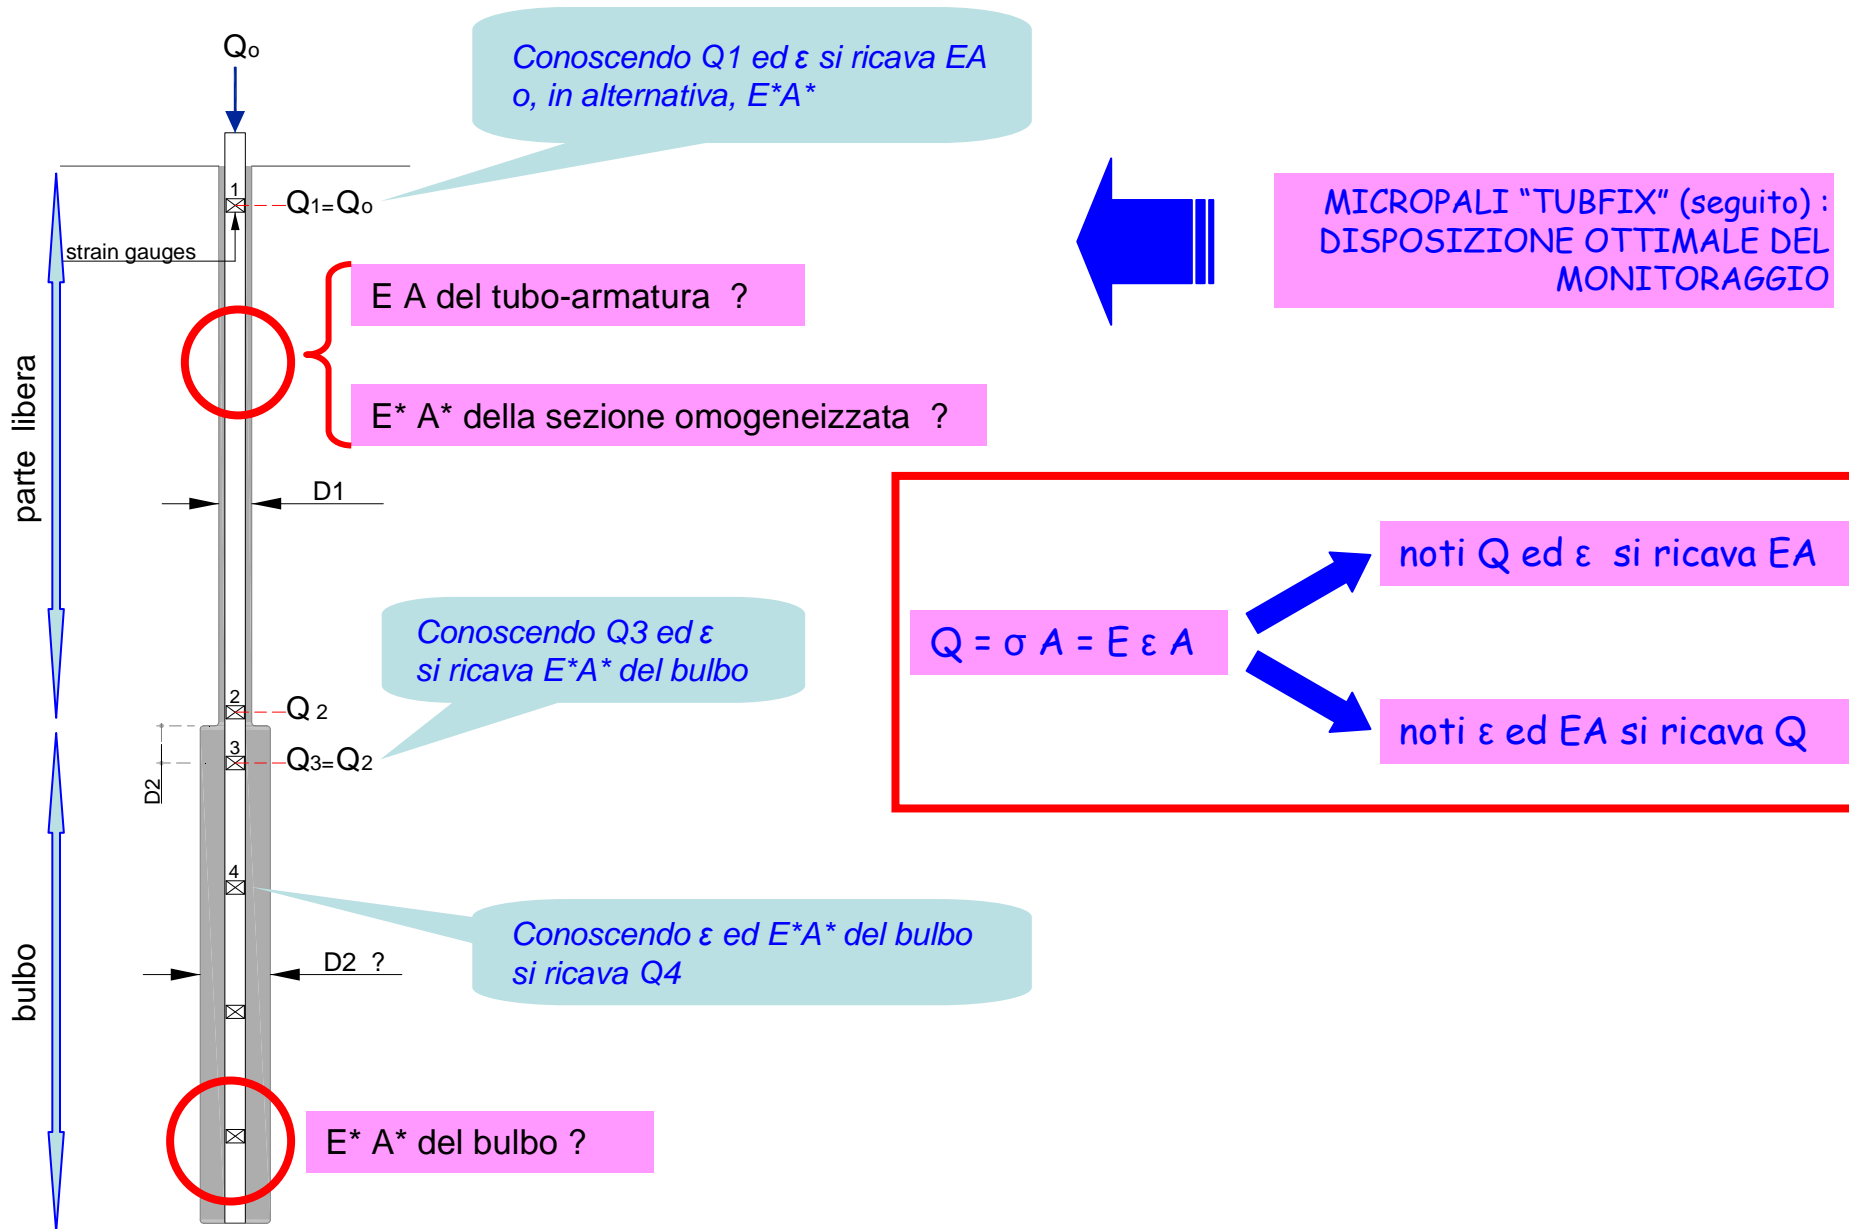 Qo
Conoscendo Q1 ed ε si ricava EA
o, in alternativa, E*A*
1
Q1=Qo
strain gauges
MICROPALI “TUBFIX” (seguito) :
DISPOSIZIONE OTTIMALE DEL
MONITORAGGIO
E A del tubo-armatura ?
E* A* della sezione omogeneizzata ?
parte libera
D1
noti Q ed ε si ricava EA
Q = σ A = E ε A
noti ε ed EA si ricava Q
Conoscendo Q3 ed ε
si ricava E*A* del bulbo
2
Q 2
3
Q3=Q2
D2
4
Conoscendo ε ed E*A* del bulbo
si ricava Q4
D2 ?
bulbo
E* A* del bulbo ?